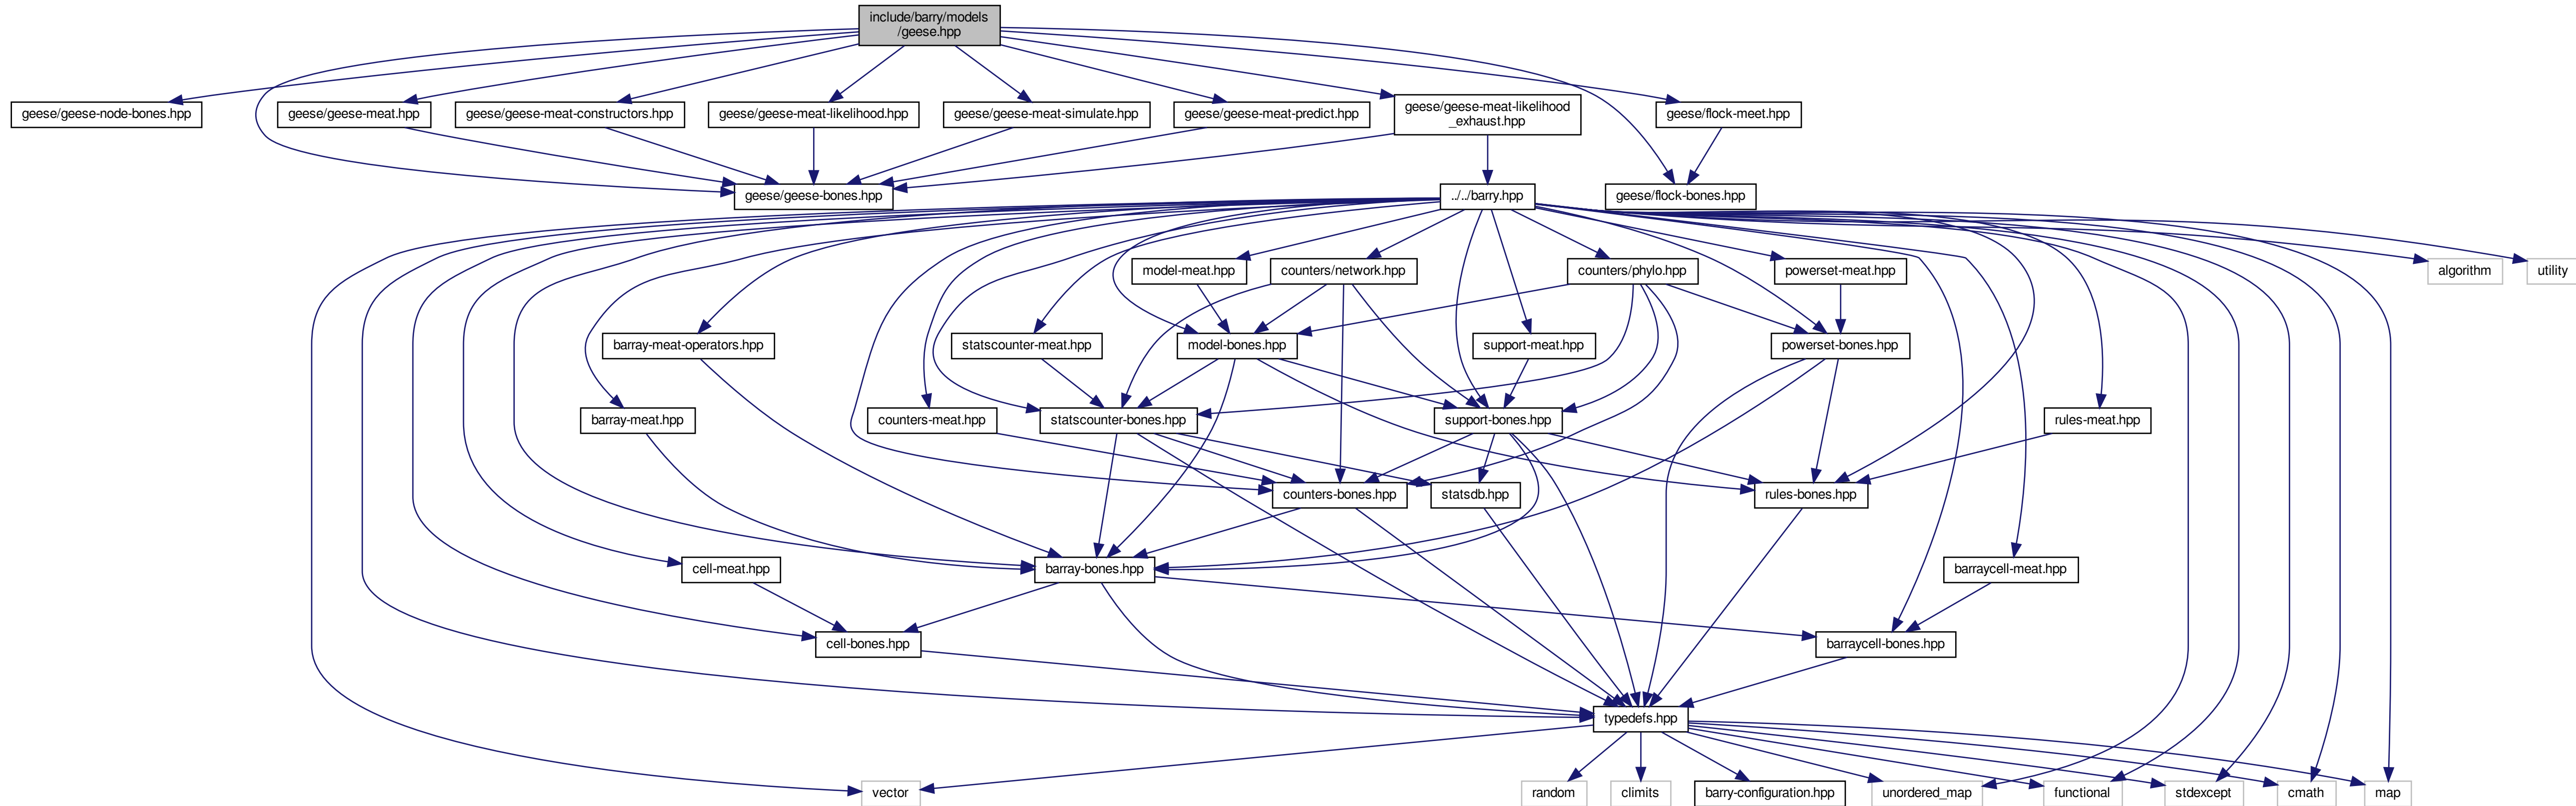 include/barry/models
/geese.hpp
geese/geese-node-bones.hpp
geese/geese-meat.hpp
geese/geese-meat-constructors.hpp
geese/geese-meat-likelihood.hpp
geese/geese-meat-simulate.hpp
geese/geese-meat-predict.hpp
geese/geese-meat-likelihood
_exhaust.hpp
geese/flock-meet.hpp
geese/geese-bones.hpp
../../barry.hpp
geese/flock-bones.hpp
model-meat.hpp
counters/network.hpp
counters/phylo.hpp
powerset-meat.hpp
algorithm
utility
barray-meat-operators.hpp
statscounter-meat.hpp
model-bones.hpp
support-meat.hpp
powerset-bones.hpp
barray-meat.hpp
counters-meat.hpp
statscounter-bones.hpp
support-bones.hpp
rules-meat.hpp
counters-bones.hpp
statsdb.hpp
rules-bones.hpp
cell-meat.hpp
barray-bones.hpp
barraycell-meat.hpp
cell-bones.hpp
barraycell-bones.hpp
typedefs.hpp
vector
random
climits
barry-configuration.hpp
unordered_map
functional
stdexcept
cmath
map